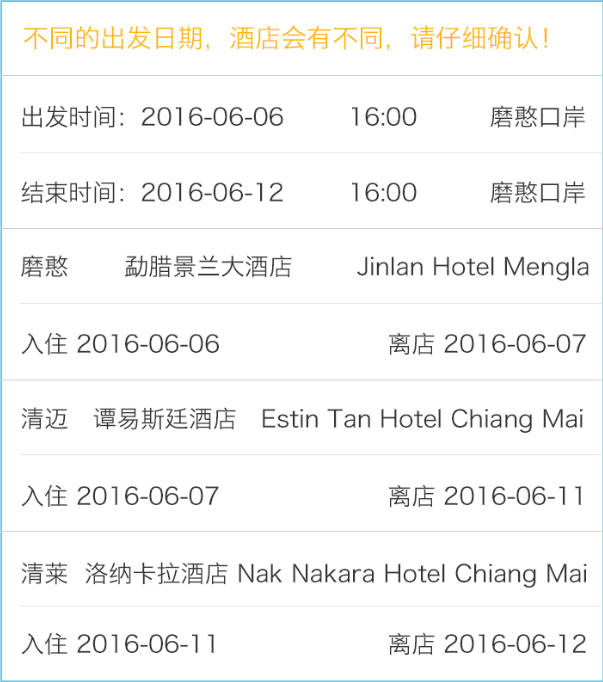 不同的出发日期，酒店会有不同，请仔细确认！
出发时间：2016-06-06 16:00 磨憨口岸
结束时间：2016-06-12 16:00 磨憨口岸
磨憨 勐腊景兰大酒店 Jinlan Hotel Mengla
入住 2016-06-06 离店 2016-06-07
清迈 谭易斯廷酒店 Estin Tan Hotel Chiang Mai
入住 2016-06-07 离店 2016-06-11
清莱 洛纳卡拉酒店 Nak Nakara Hotel Chiang Mai
入住 2016-06-11 离店 2016-06-12